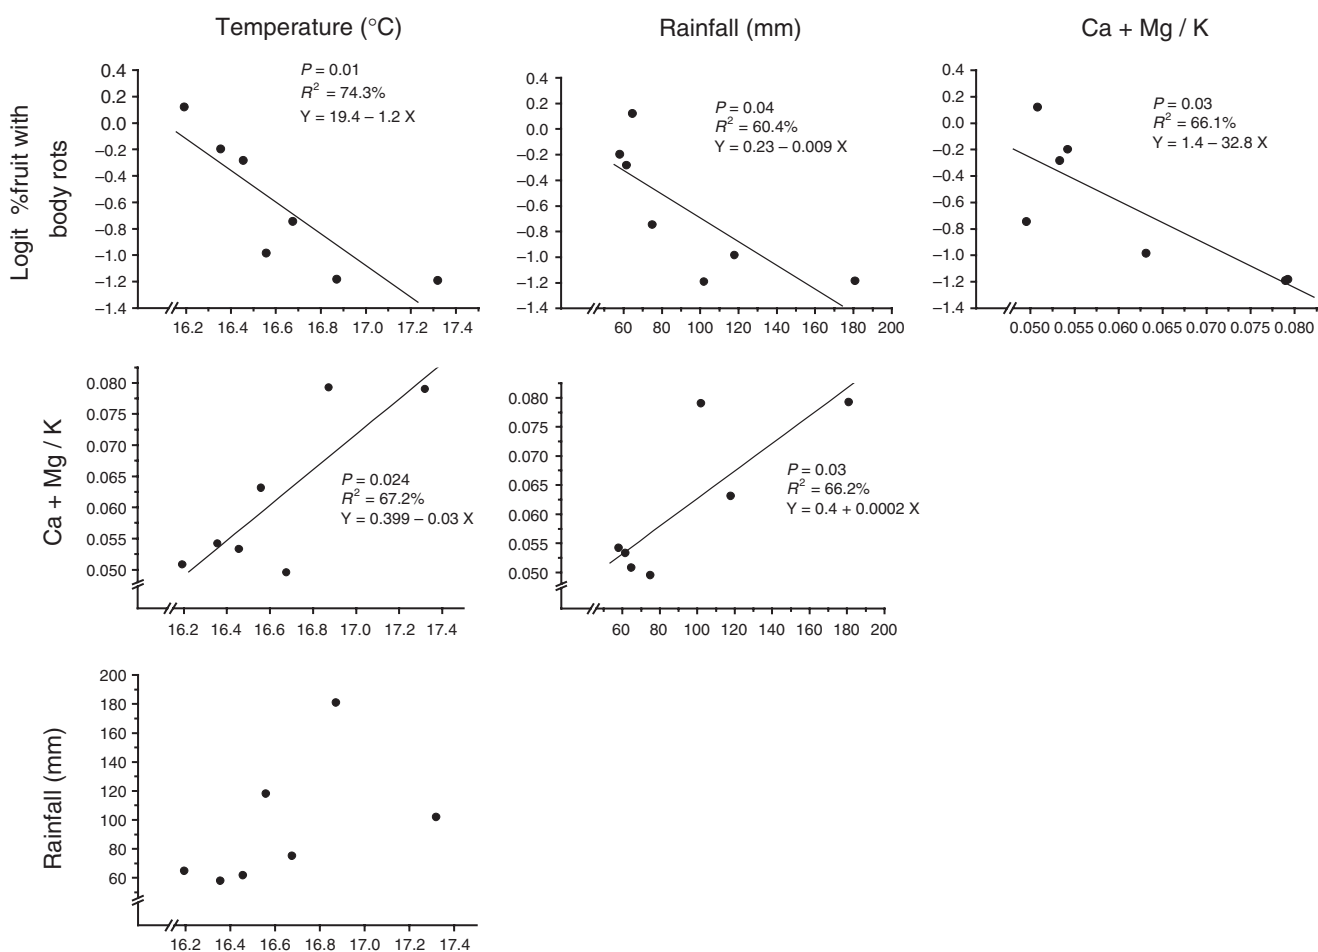 Temperature (°C)
Rainfall (mm)
Ca + Mg / K
Logit %fruit with
body rots
0.4
0.2
0.0
−0.2
−0.4
−0.6
−0.8
−1.0
−1.2
−1.4
P = 0.01
R² = 74.3%
Y = 19.4 – 1.2 X
16.2 16.4 16.6 16.8 17.0 17.2 17.4
0.4
0.2
0.0
−0.2
−0.4
−0.6
−0.8
−1.0
−1.2
−1.4
P = 0.04
R² = 60.4%
Y = 0.23 – 0.009 X
60 80 100 120 140 160 180 200
0.4
0.2
0.0
−0.2
−0.4
−0.6
−0.8
−1.0
−1.2
−1.4
P = 0.03
R² = 66.1%
Y = 1.4 – 32.8 X
0.050 0.055 0.060 0.065 0.070 0.075 0.080
Ca + Mg / K
0.080
0.075
0.070
0.065
0.060
0.055
0.050
P = 0.024
R² = 67.2%
Y = 0.399 – 0.03 X
16.2 16.4 16.6 16.8 17.0 17.2 17.4
0.080
0.075
0.070
0.065
0.060
0.055
0.050
P = 0.03
R² = 66.2%
Y = 0.4 + 0.0002 X
60 80 100 120 140 160 180 200
Rainfall (mm)
200
180
160
140
120
100
80
60
16.2 16.4 16.6 16.8 17.0 17.2 17.4